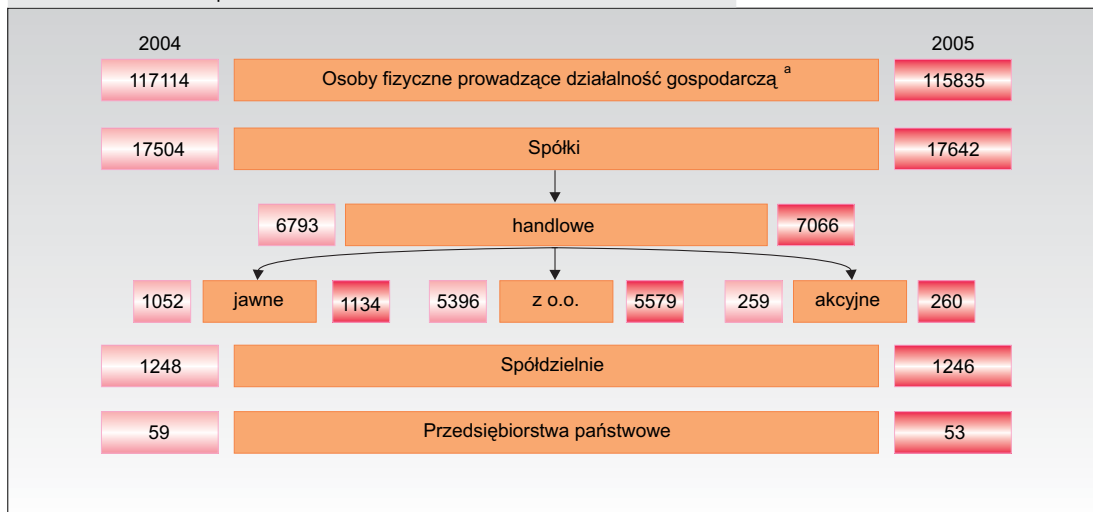 2004 2005
117114 Osoby fizyczne prowadzące działalność gospodarczą a 115835
17504 Spółki 17642
6793 handlowe 7066
1052 jawne 1134 5396 z o.o. 5579 259 akcyjne 260
1248 Spółdzielnie 1246
59 Przedsiębiorstwa państwowe 53